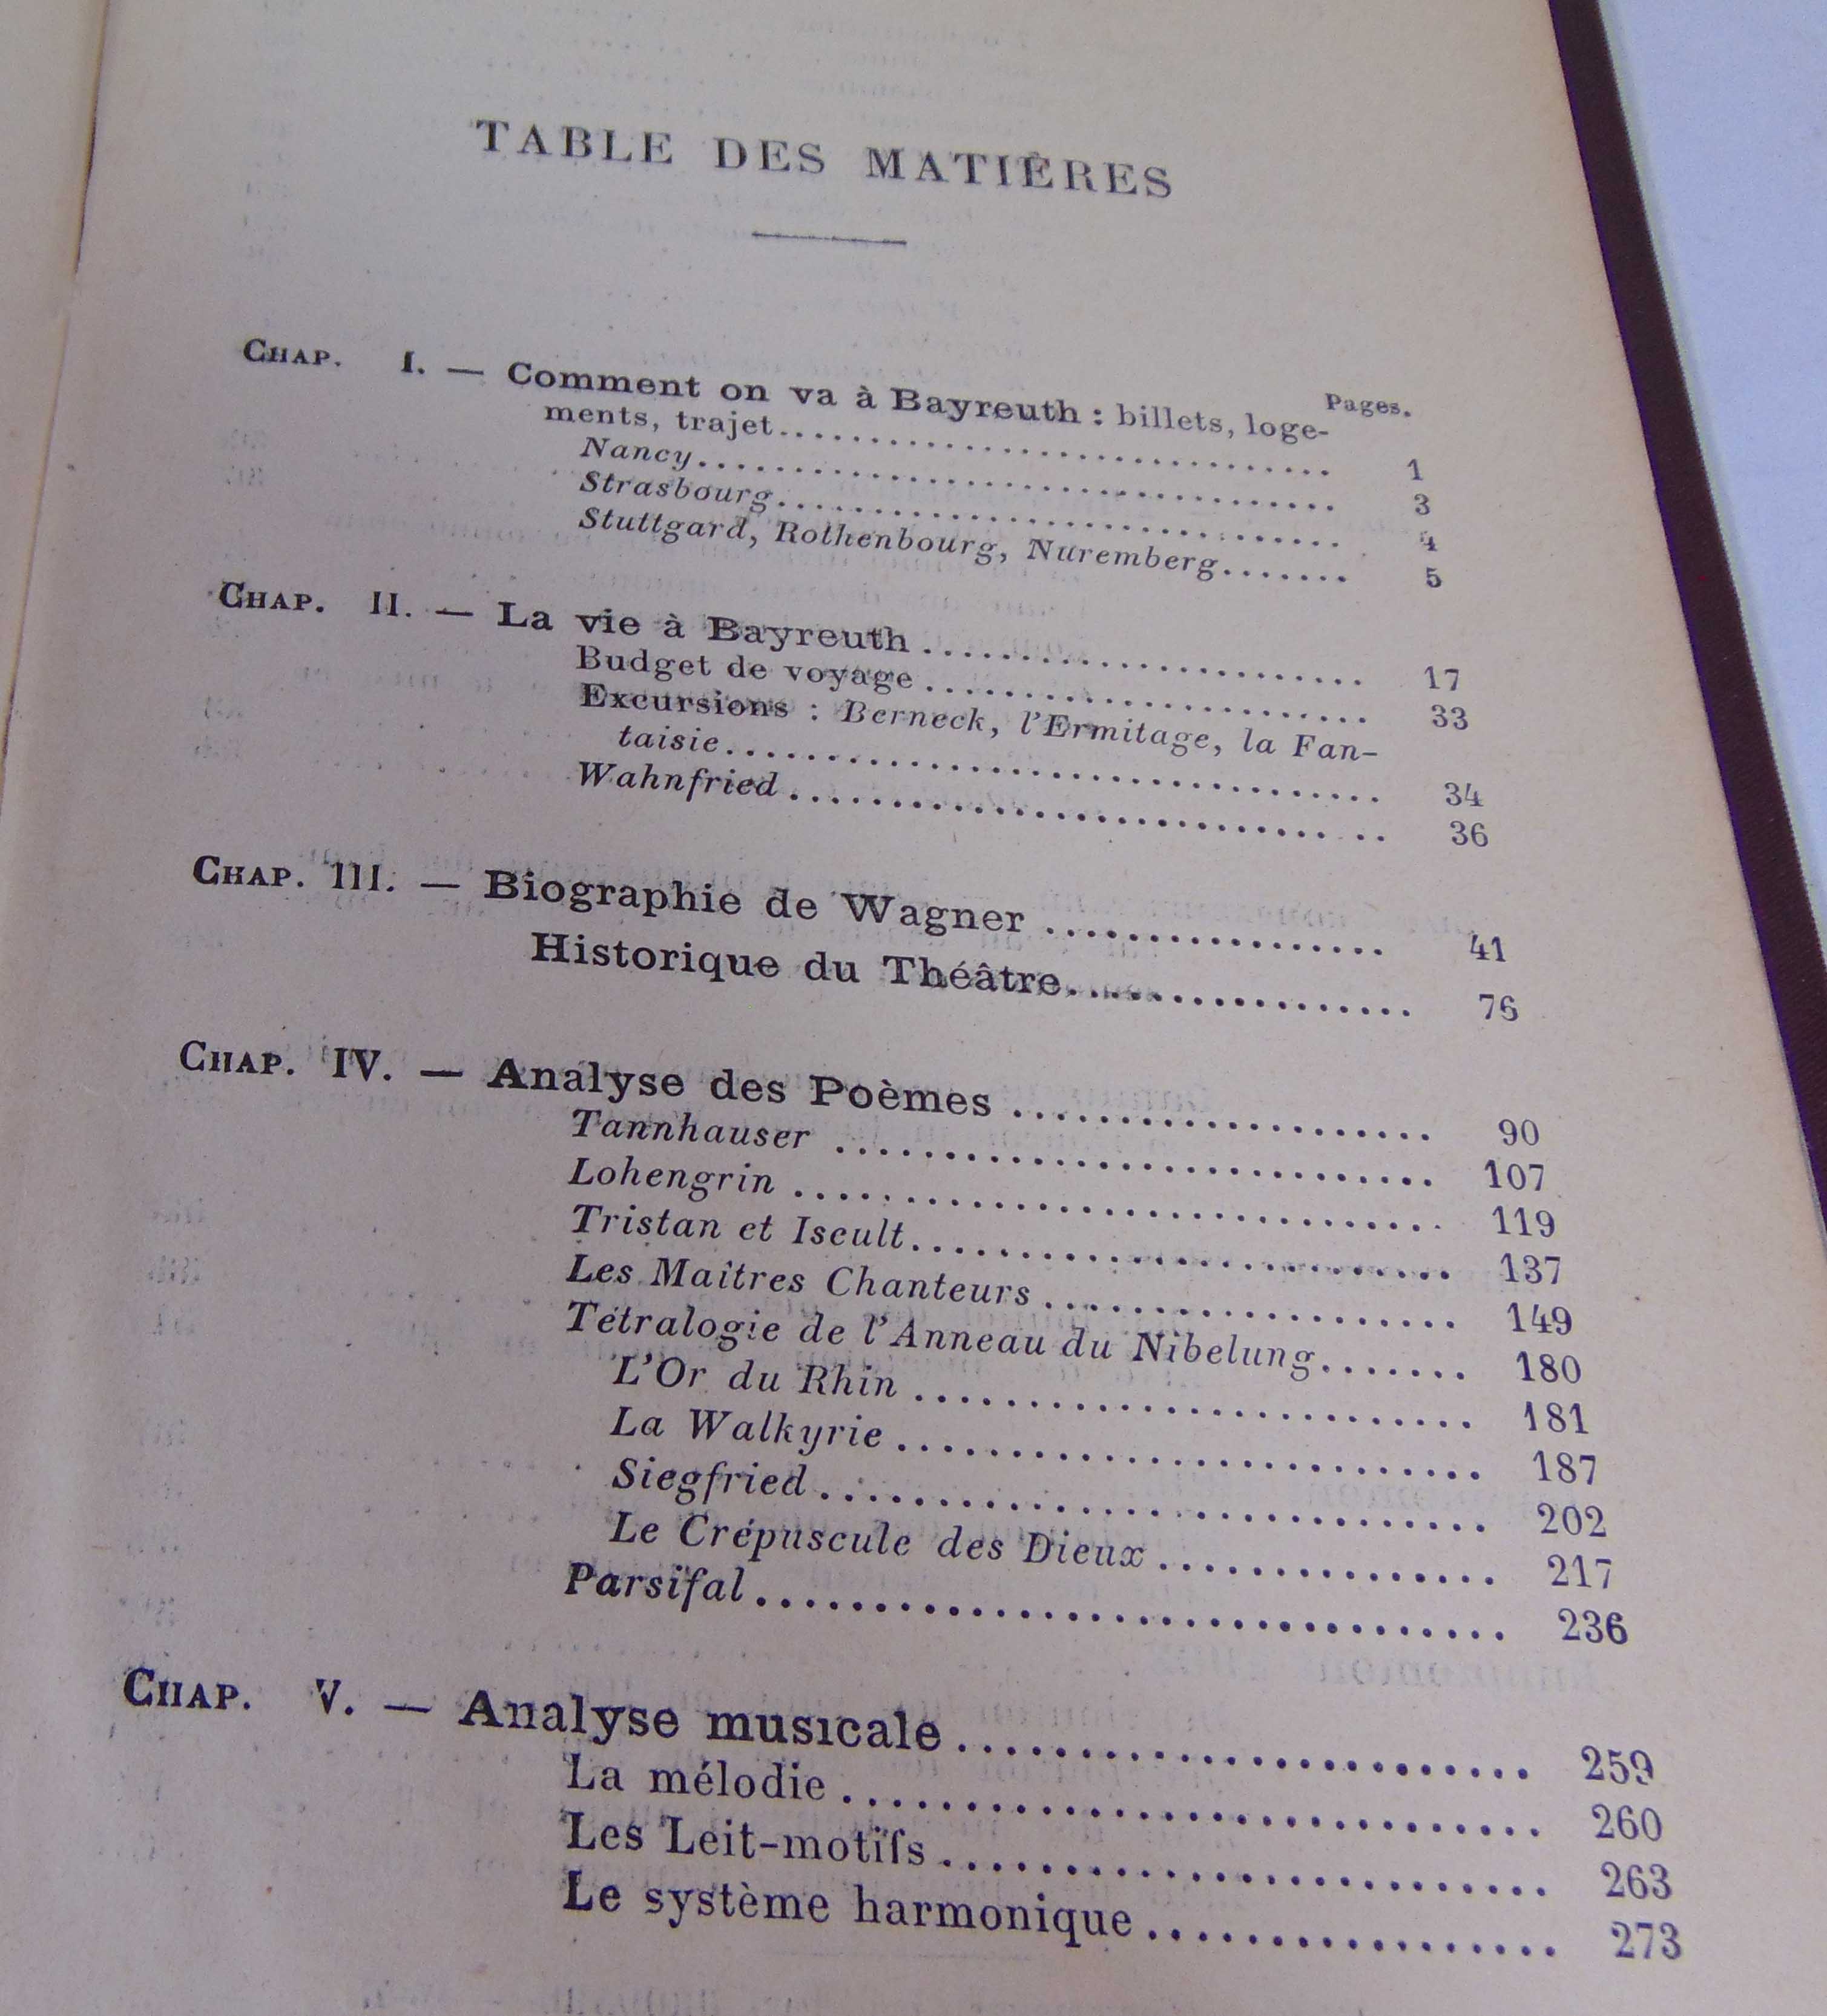 TABLE DES MATIÈRES
Pages.
CHAP. I. — Comment on va à Bayreuth : billets, loge-
ments, trajet........................................ 1
Nancy........................................ 3
Strasbourg........................................ 4
Stuttgard, Rothenbourg, Nuremberg....... 5
CHAP. II. — La vie à Bayreuth........................ 17
Budget de voyage........................ 33
Excursions : Berneck, l'Ermitage, la Fan-
taisie........................................ 34
Wahnfried........................................ 36
CHAP. III. — Biographie de Wagner.................. 41
Historique du Théâtre.................. 76
CHAP. IV. — Analyse des Poèmes.................... 90
Tannhauser.............................. 107
Lohengrin.............................. 119
Tristan et Iseult........................ 137
Les Maîtres Chanteurs.................. 149
Tétralogie de l'Anneau du Nibelung....... 180
L'Or du Rhin........................ 181
La Walkyrie........................ 187
Siegfried.............................. 202
Le Crépuscule des Dieux............... 217
Parsifal.............................. 236
CHAP. V. — Analyse musicale........................ 259
La mélodie.............................. 260
Les Leit-motifs........................ 263
Le système harmonique.................. 273